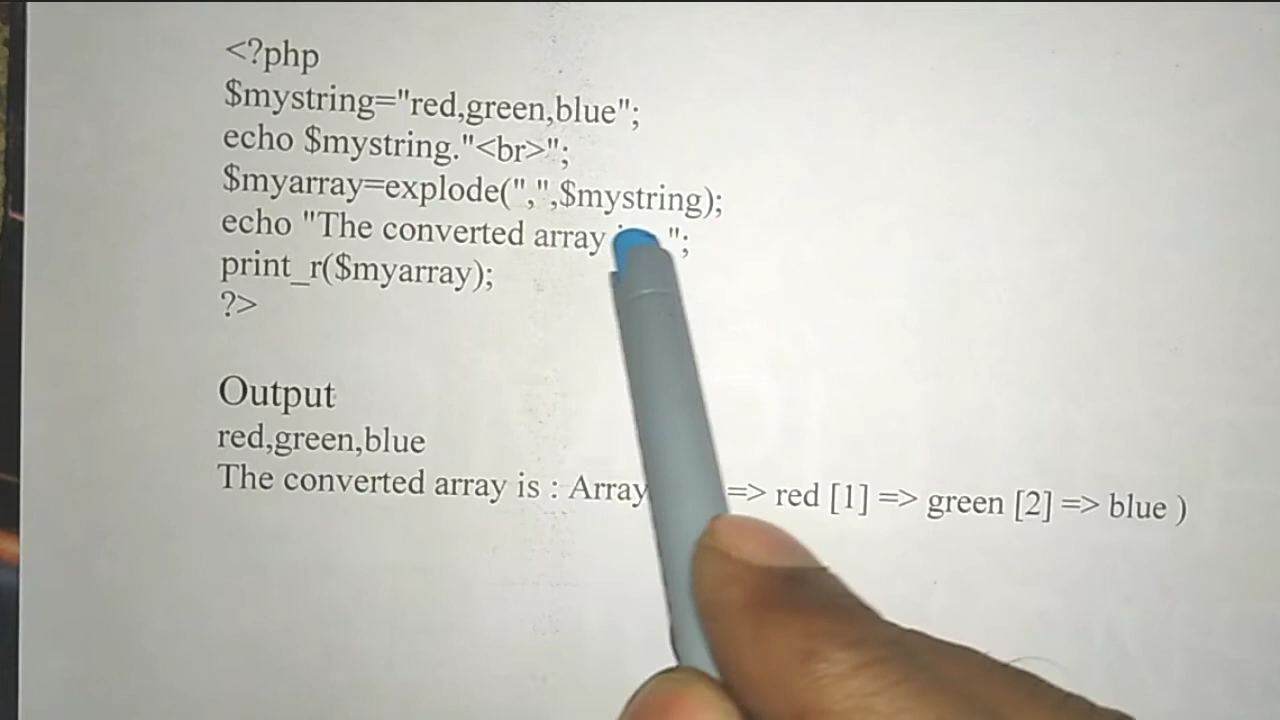 <?php
$mystring="red,green,blue";
echo $mystring."<br>";
$myarray=explode(",",$mystring);
echo "The converted array ";
print_r($myarray);
?>
Output
red,green,blue
The converted array is : Array => red [1] => green [2] => blue )